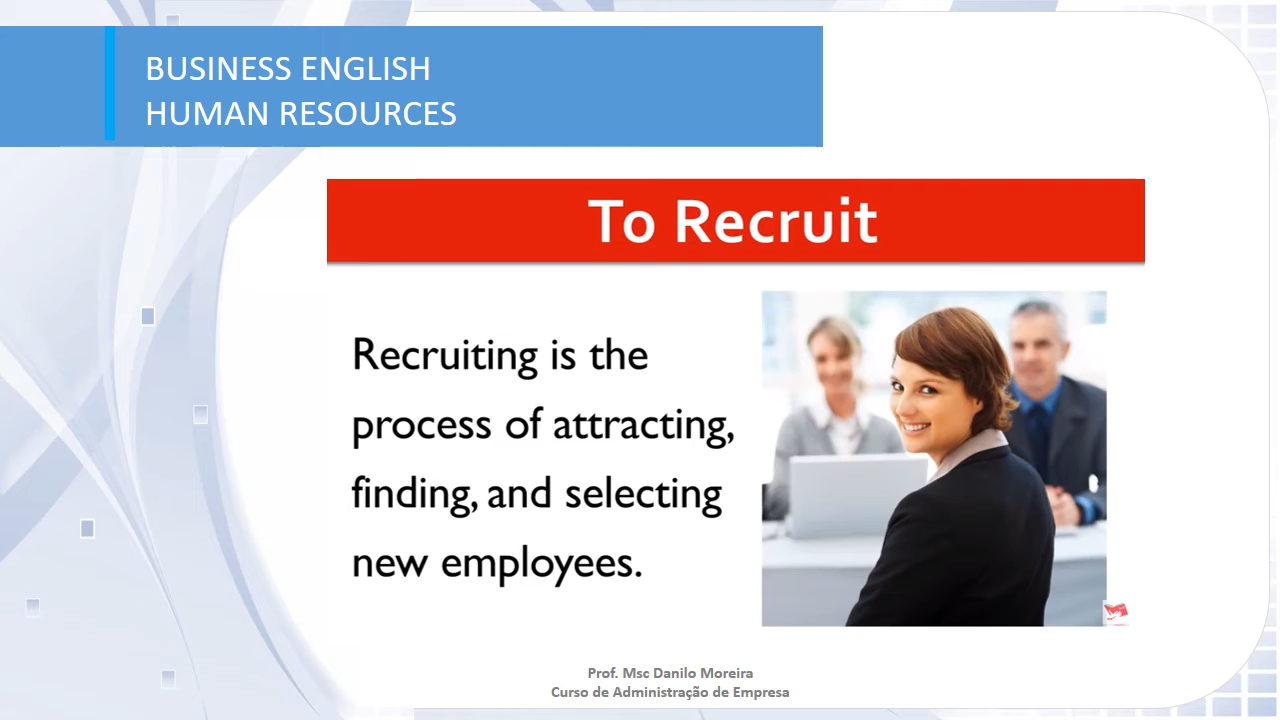 BUSINESS ENGLISH
HUMAN RESOURCES
To Recruit
Recruiting is the
process of attracting,
finding, and selecting
new employees.
Prof. Msc Danilo Moreira
Curso de Administração de Empresa